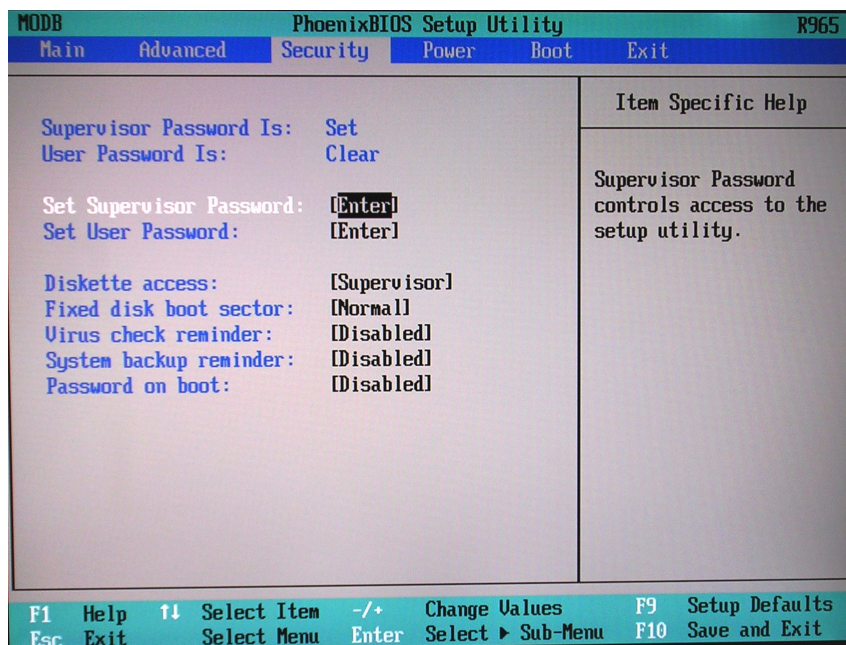 MODB PhoenixBIOS Setup Utility R965
Main Advanced Security Power Boot Exit
Supervisor Password Is: Set
User Password Is: Clear
Set Supervisor Password: [Enter]
Set User Password: [Enter]
Diskette access: [Supervisor]
Fixed disk boot sector: [Normal]
Virus check reminder: [Disabled]
System backup reminder: [Disabled]
Password on boot: [Disabled]
Item Specific Help
Supervisor Password
controls access to the
setup utility.
F1 Help ↑↓ Select Item -/+ Change Values F9 Setup Defaults
Esc Exit Select Menu Enter Select ▶ Sub-Menu F10 Save and Exit